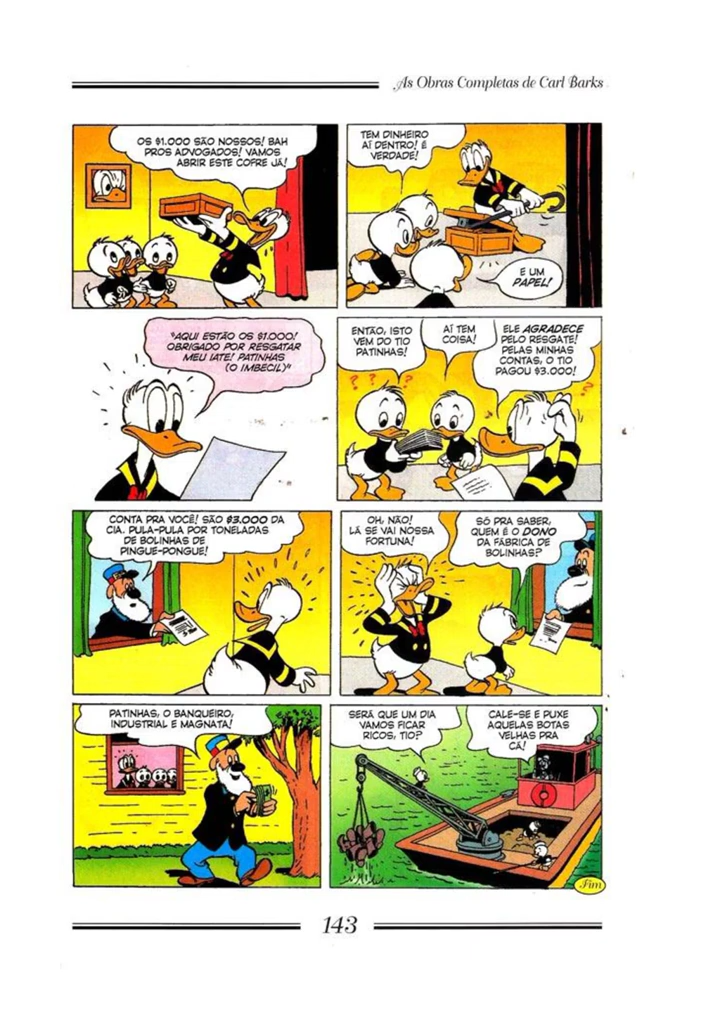 As Obras Completas de Carl Barks
OS $1.000 SÃO NOSSOS! BAH
PROS ADVOGADOS! VAMOS
ABRIR ESTE COFRE JÁ!
TEM DINHEIRO
AÍ DENTRO! É
VERDADE!
E UM
PAPEL!
"AQUI ESTÃO OS $1.000!
OBRIGADO POR RESGATAR
MEU IATE! PATINHAS
(O IMBECIL)"
ENTÃO, ISTO
VEM DO TIO
PATINHAS!
AÍ TEM
COISA!
ELE AGRADECE
PELO RESGATE!
PELAS MINHAS
CONTAS, O TIO
PAGOU $3.000!
? ? ?
?
CONTA PRA VOCÊ! SÃO $3.000 DA
CIA. PULA-PULA POR TONELADAS
DE BOLINHAS DE
PINGUE-PONGUE!
OH, NÃO!
LÁ SE VAI NOSSA
FORTUNA!
SÓ PRA SABER,
QUEM É O DONO
DA FÁBRICA DE
BOLINHAS?
PATINHAS, O BANQUEIRO,
INDUSTRIAL E MAGNATA!
SERÁ QUE UM DIA
VAMOS FICAR
RICOS, TIO?
CALE-SE E PUXE
AQUELAS BOTAS
VELHAS PRA
CÁ!
Fim
143